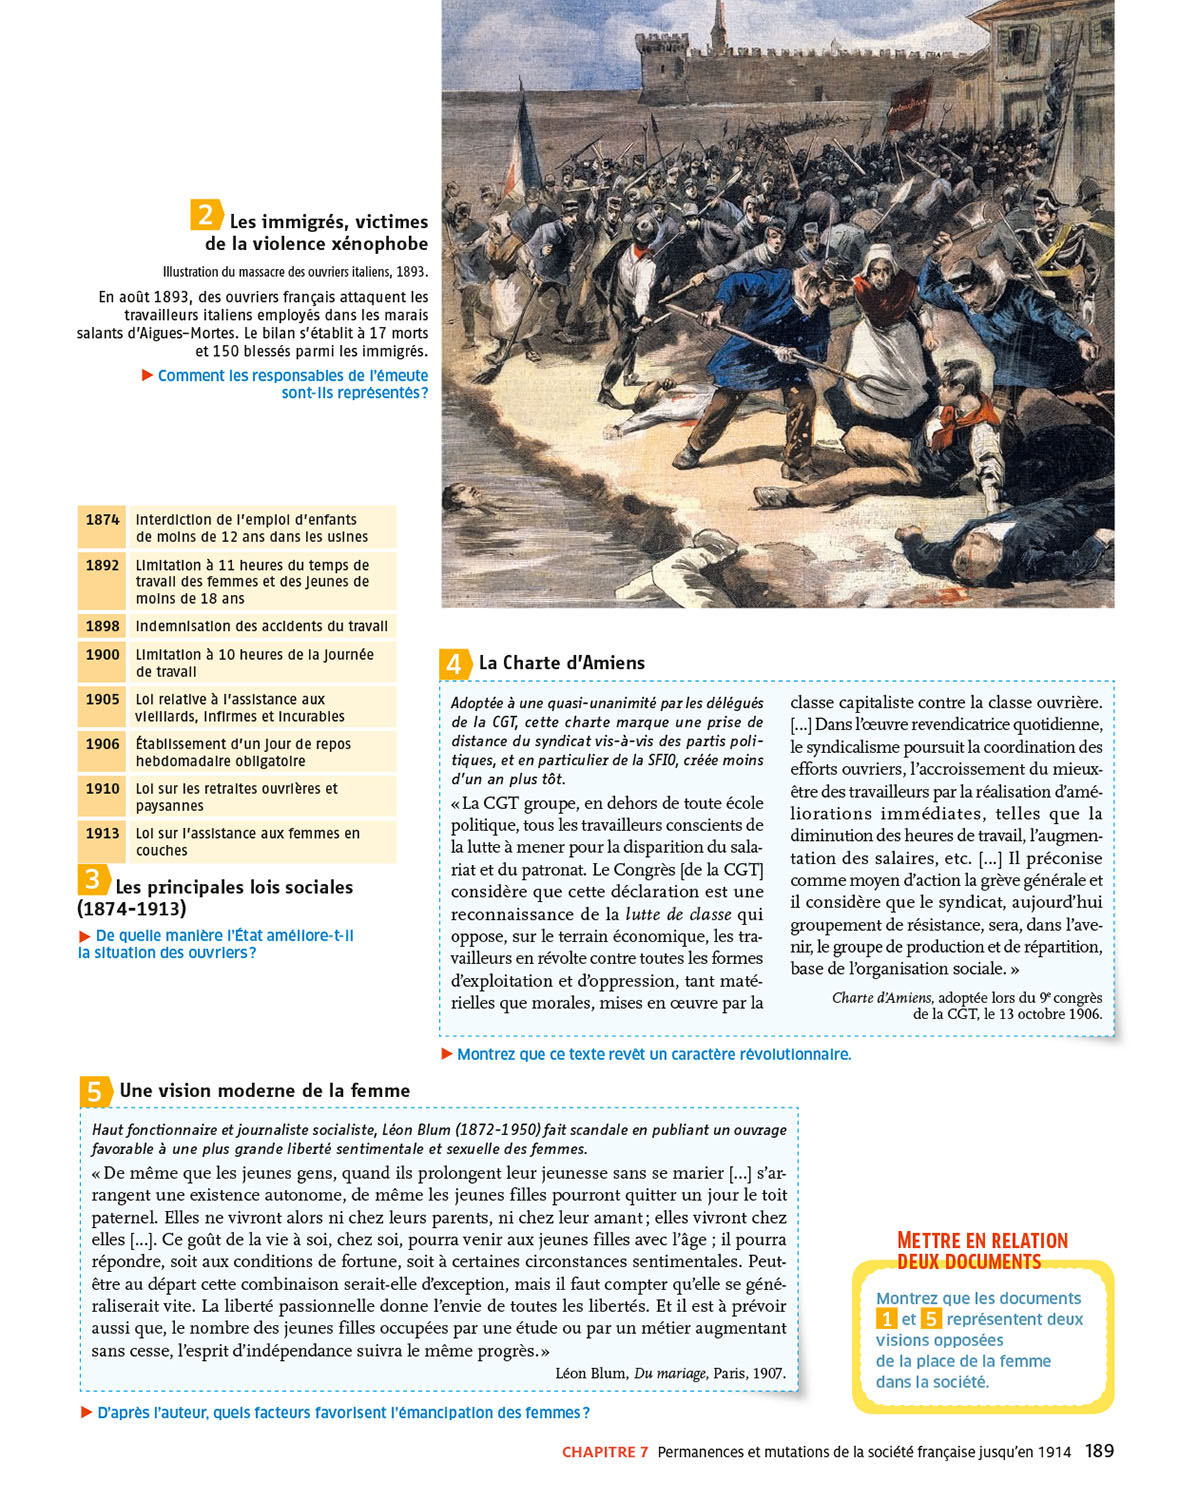 2 Les immigrés, victimes
de la violence xénophobe
Illustration du massacre des ouvriers italiens, 1893.
En août 1893, des ouvriers français attaquent les
travailleurs italiens employés dans les marais
salants d'Aigues-Mortes. Le bilan s'établit à 17 morts
et 150 blessés parmi les immigrés.
► Comment les responsables de l'émeute
sont-ils représentés ?
1874 Interdiction de l'emploi d'enfants
de moins de 12 ans dans les usines
1892 Limitation à 11 heures du temps de
travail des femmes et des jeunes de
moins de 18 ans
1898 Indemnisation des accidents du travail
1900 Limitation à 10 heures de la journée
de travail
1905 Loi relative à l'assistance aux
vieillards, infirmes et incurables
1906 Établissement d'un jour de repos
hebdomadaire obligatoire
1910 Loi sur les retraites ouvrières et
paysannes
1913 Loi sur l'assistance aux femmes en
couches
3 Les principales lois sociales
(1874-1913)
► De quelle manière l'État améliore-t-il
la situation des ouvriers ?
4 La Charte d'Amiens
Adoptée à une quasi-unanimité par les délégués
de la CGT, cette charte marque une prise de
distance du syndicat vis-à-vis des partis poli-
tiques, et en particulier de la SFIO, créée moins
d'un an plus tôt.
« La CGT groupe, en dehors de toute école
politique, tous les travailleurs conscients de
la lutte à mener pour la disparition du sala-
riat et du patronat. Le Congrès [de la CGT]
considère que cette déclaration est une
reconnaissance de la lutte de classe qui
oppose, sur le terrain économique, les tra-
vailleurs en révolte contre toutes les formes
d'exploitation et d'oppression, tant maté-
rielles que morales, mises en œuvre par la
classe capitaliste contre la classe ouvrière.
[...] Dans l'œuvre revendicatrice quotidienne,
le syndicalisme poursuit la coordination des
efforts ouvriers, l'accroissement du mieux-
être des travailleurs par la réalisation d'amé-
liorations immédiates, telles que la
diminution des heures de travail, l'augmen-
tation des salaires, etc. [...] Il préconise
comme moyen d'action la grève générale et
il considère que le syndicat, aujourd'hui
groupement de résistance, sera, dans l'ave-
nir, le groupe de production et de répartition,
base de l'organisation sociale. »
Charte d'Amiens, adoptée lors du 9e congrès
de la CGT, le 13 octobre 1906.
► Montrez que ce texte revêt un caractère révolutionnaire.
5 Une vision moderne de la femme
Haut fonctionnaire et journaliste socialiste, Léon Blum (1872-1950) fait scandale en publiant un ouvrage
favorable à une plus grande liberté sentimentale et sexuelle des femmes.
« De même que les jeunes gens, quand ils prolongent leur jeunesse sans se marier [...] s'ar-
rangent une existence autonome, de même les jeunes filles pourront quitter un jour le toit
paternel. Elles ne vivront alors ni chez leurs parents, ni chez leur amant ; elles vivront chez
elles [...]. Ce goût de la vie à soi, chez soi, pourra venir aux jeunes filles avec l'âge ; il pourra
répondre, soit aux conditions de fortune, soit à certaines circonstances sentimentales. Peut-
être au départ cette combinaison serait-elle d'exception, mais il faut compter qu'elle se géné-
raliserait vite. La liberté passionnelle donne l'envie de toutes les libertés. Et il est à prévoir
aussi que, le nombre des jeunes filles occupées par une étude ou par un métier augmentant
sans cesse, l'esprit d'indépendance suivra le même progrès. »
Léon Blum, Du mariage, Paris, 1907.
► D'après l'auteur, quels facteurs favorisent l'émancipation des femmes ?
METTRE EN RELATION
DEUX DOCUMENTS
Montrez que les documents
1 et 5 représentent deux
visions opposées
de la place de la femme
dans la société.
CHAPITRE 7 Permanences et mutations de la société française jusqu'en 1914 189